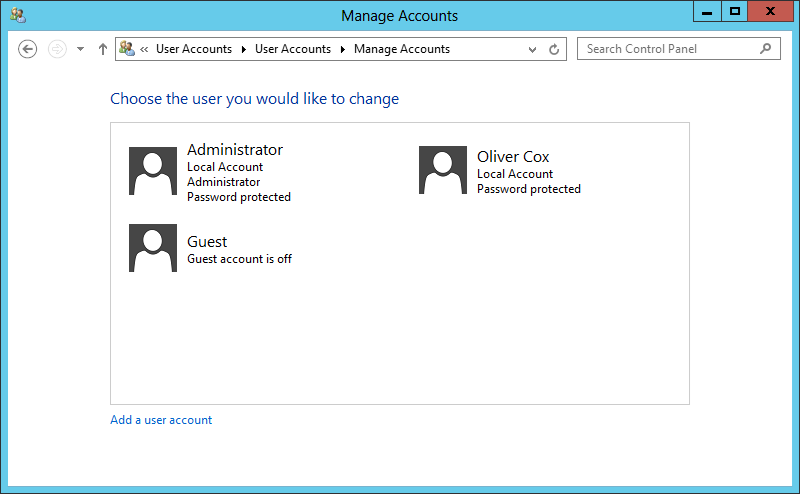 Manage Accounts
« User Accounts ▸ User Accounts ▸ Manage Accounts
Search Control Panel
Choose the user you would like to change
Administrator
Local Account
Administrator
Password protected
Oliver Cox
Local Account
Password protected
Guest
Guest account is off
Add a user account